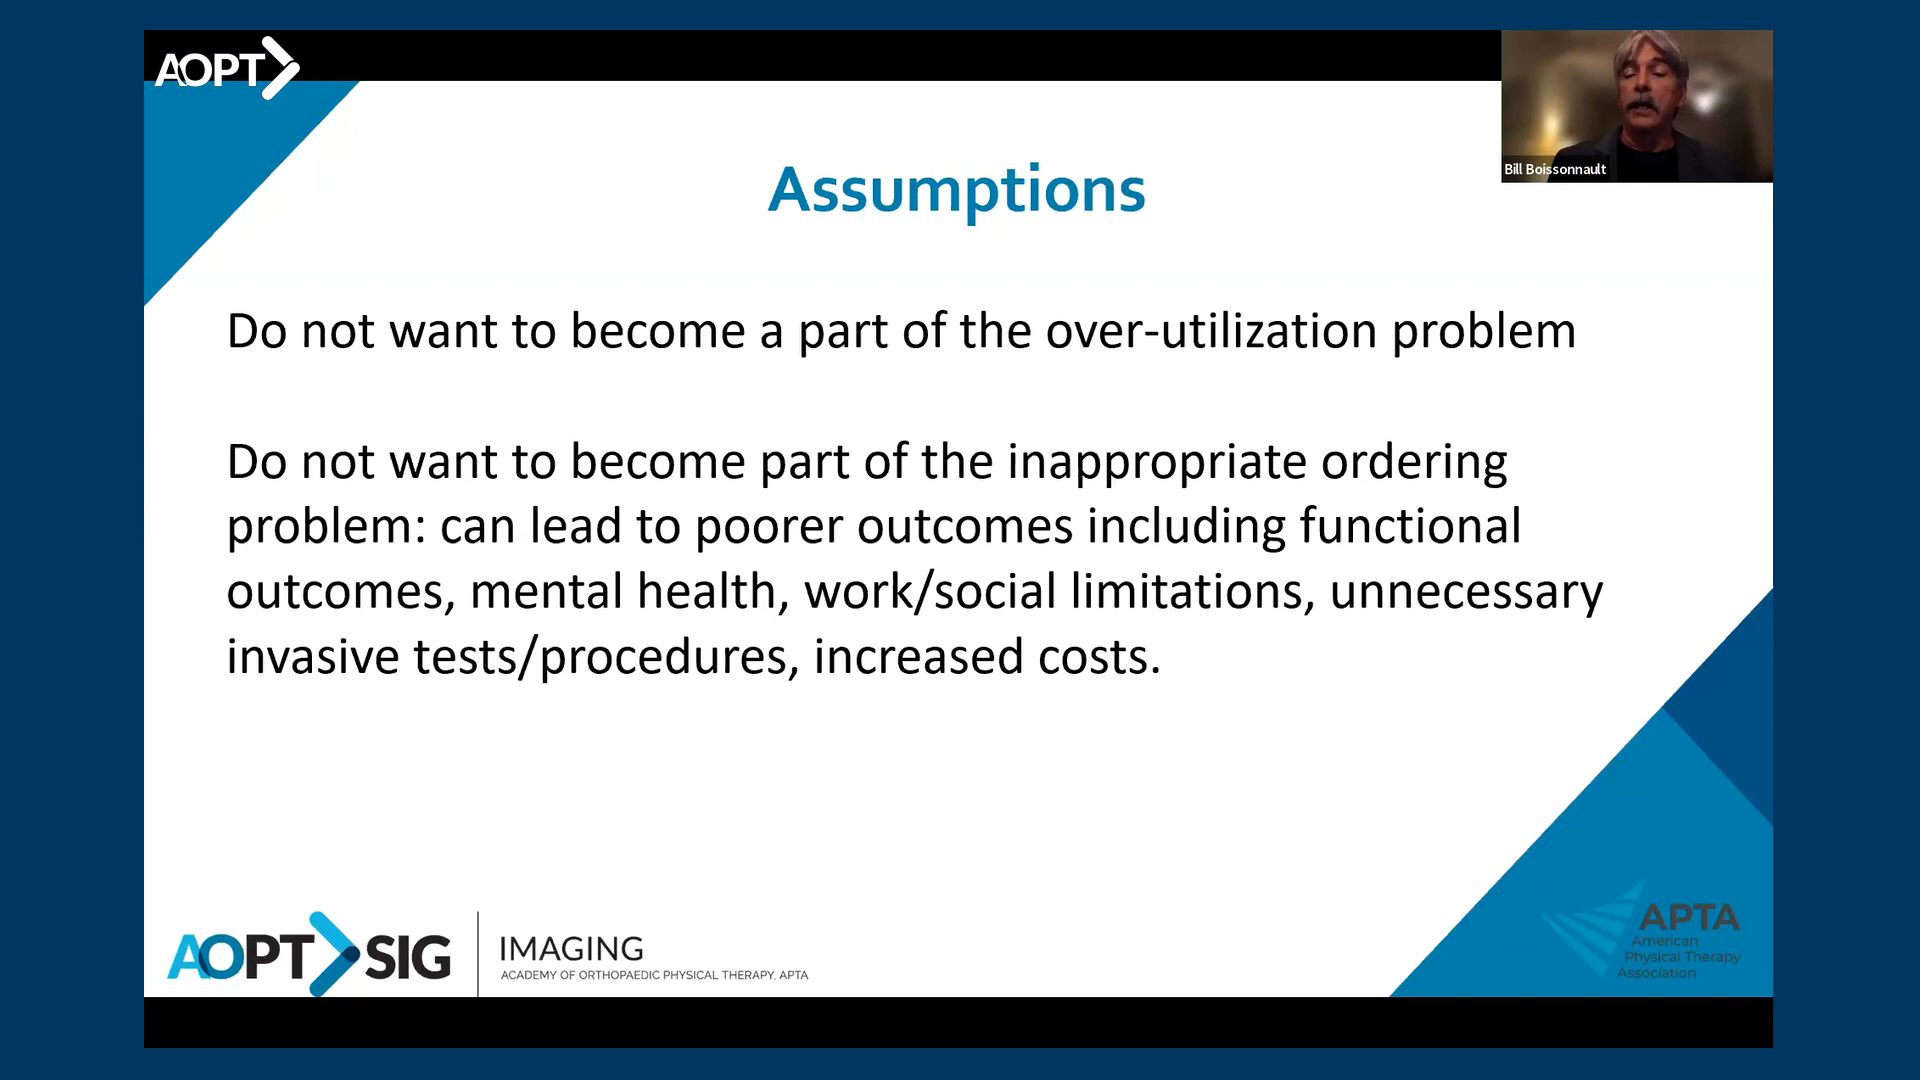 AOPT
Bill Boissonnault
Assumptions
Do not want to become a part of the over-utilization problem
Do not want to become part of the inappropriate ordering
problem: can lead to poorer outcomes including functional
outcomes, mental health, work/social limitations, unnecessary
invasive tests/procedures, increased costs.
AOPT SIG
IMAGING
ACADEMY OF ORTHOPAEDIC PHYSICAL THERAPY, APTA
APTA
American
Physical Therapy
Association